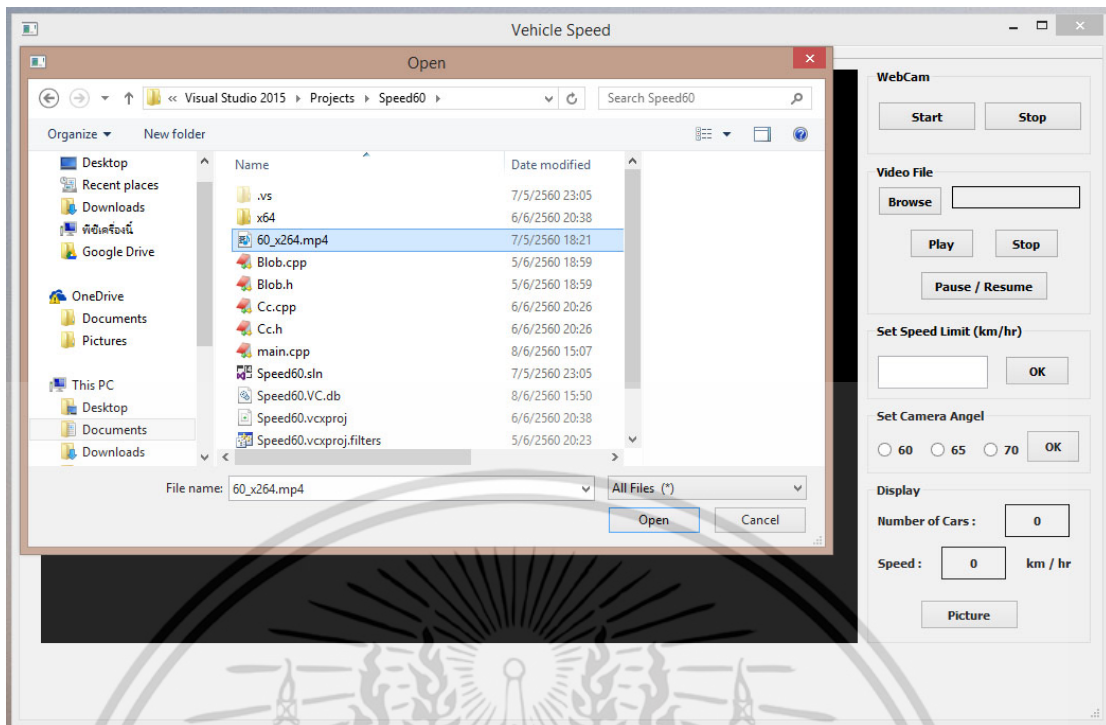 Vehicle Speed
Open
« Visual Studio 2015 Projects Speed60
Search Speed60
Organize New folder
Desktop
Recent places
Downloads
พีซีเครื่องนี้
Google Drive
OneDrive
Documents
Pictures
This PC
Desktop
Documents
Downloads
Name Date modified
.vs 7/5/2560 23:05
x64 6/6/2560 20:38
60_x264.mp4 7/5/2560 18:21
Blob.cpp 5/6/2560 18:59
Blob.h 5/6/2560 18:59
Cc.cpp 6/6/2560 20:26
Cc.h 6/6/2560 20:26
main.cpp 8/6/2560 15:07
Speed60.sln 7/5/2560 23:05
Speed60.VC.db 8/6/2560 15:50
Speed60.vcxproj 6/6/2560 20:38
Speed60.vcxproj.filters 5/6/2560 20:23
File name: 60_x264.mp4 All Files (*)
Open Cancel
WebCam
Start Stop
Video File
Browse
Play Stop
Pause / Resume
Set Speed Limit (km/hr)
OK
Set Camera Angel
60 65 70 OK
Display
Number of Cars : 0
Speed : 0 km / hr
Picture